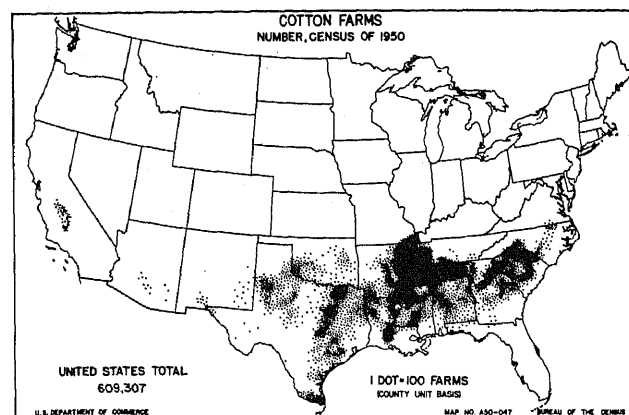 COTTON FARMS
NUMBER, CENSUS OF 1950
UNITED STATES TOTAL
609,307
1 DOT=100 FARMS
(COUNTY UNIT BASIS)
U.S. DEPARTMENT OF COMMERCE
MAP NO. A50-047
BUREAU OF THE CENSUS